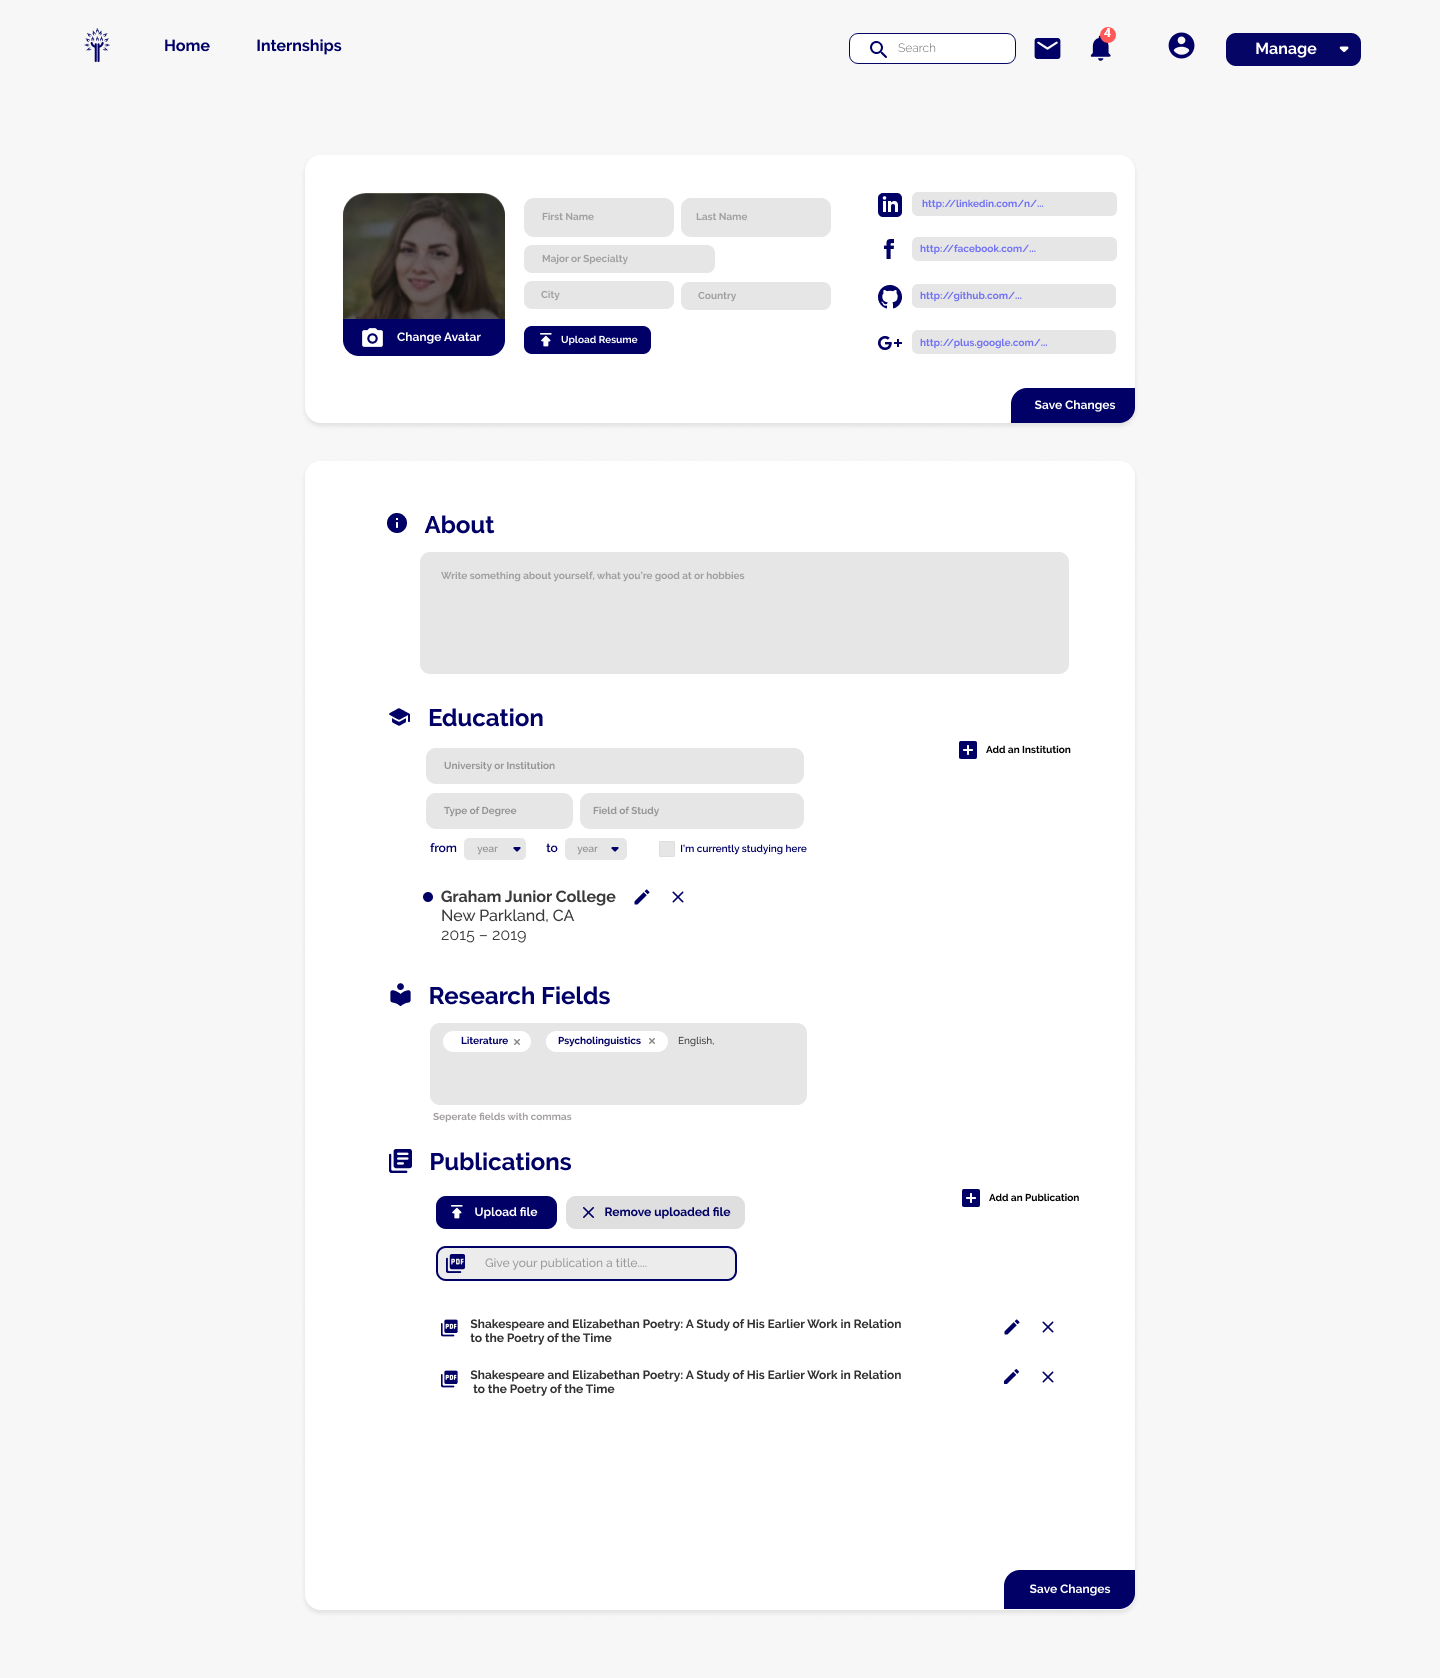 Home
Internships
Search
4
Manage
First Name
Last Name
Major or Specialty
City
Country
Change Avatar
Upload Resume
in
http://linkedin.com/n/...
f
http://facebook.com/...
http://github.com/...
G+
http://plus.google.com/...
Save Changes
About
Write something about yourself, what you're good at or hobbies
Education
Add an Institution
University or Institution
Type of Degree
Field of Study
from
year
to
year
I'm currently studying here
Graham Junior College
New Parkland, CA
2015 – 2019
Research Fields
Literature ×
Psycholinguistics ×
English,
Seperate fields with commas
Publications
Add an Publication
Upload file
Remove uploaded file
PDF
Give your publication a title....
PDF
Shakespeare and Elizabethan Poetry: A Study of His Earlier Work in Relation
to the Poetry of the Time
PDF
Shakespeare and Elizabethan Poetry: A Study of His Earlier Work in Relation
to the Poetry of the Time
Save Changes